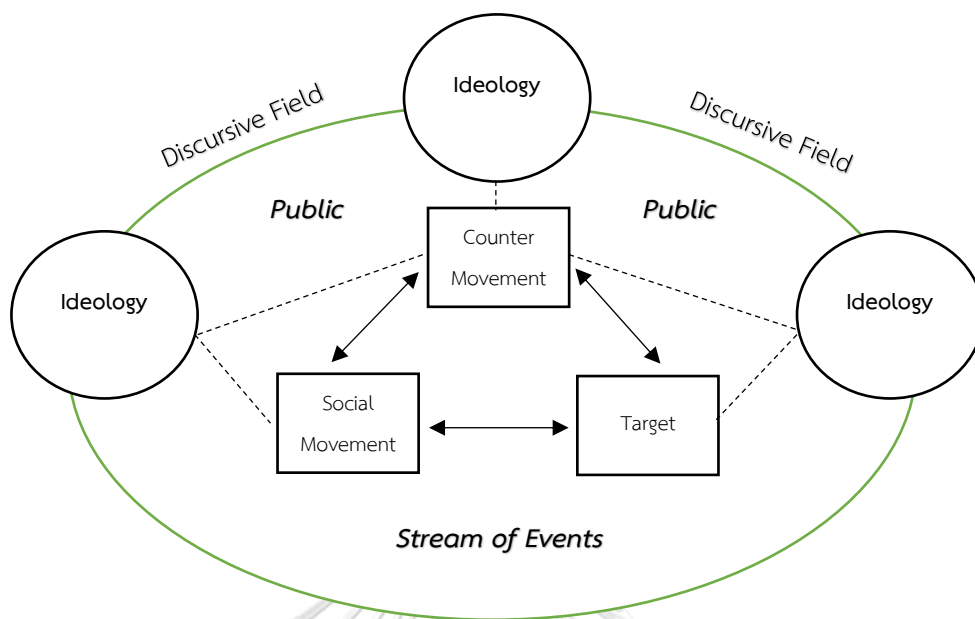 Ideology
Discursive Field
Discursive Field
Public
Public
Counter
Movement
Ideology
Ideology
Social
Movement
Target
Stream of Events